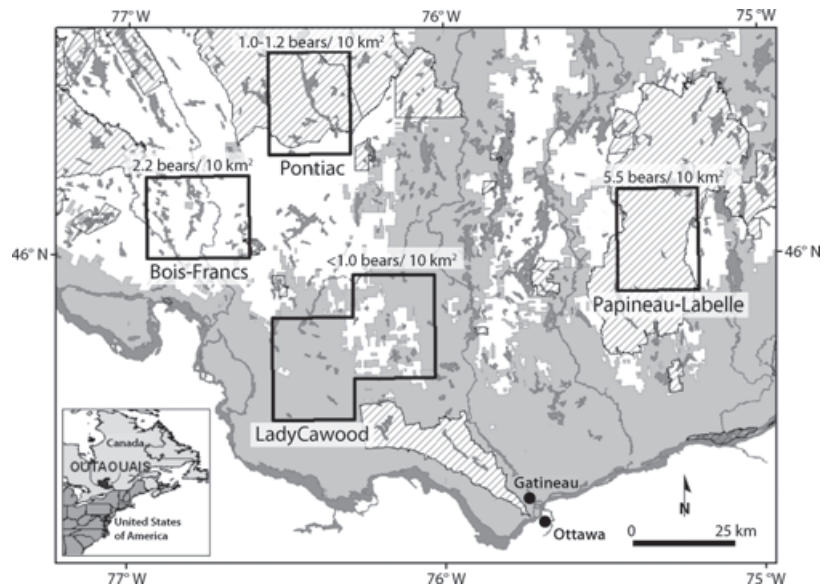 77° W
76° W
75° W
1.0-1.2 bears/ 10 km²
Pontiac
2.2 bears/ 10 km²
5.5 bears/ 10 km²
46° N
46° N
Bois-Francs
<1.0 bears/ 10 km²
Papineau-Labelle
LadyCawood
Canada
OUTAOUAIS
United States
of America
Gatineau
Ottawa
N
0 25 km
77° W
76° W
75° W